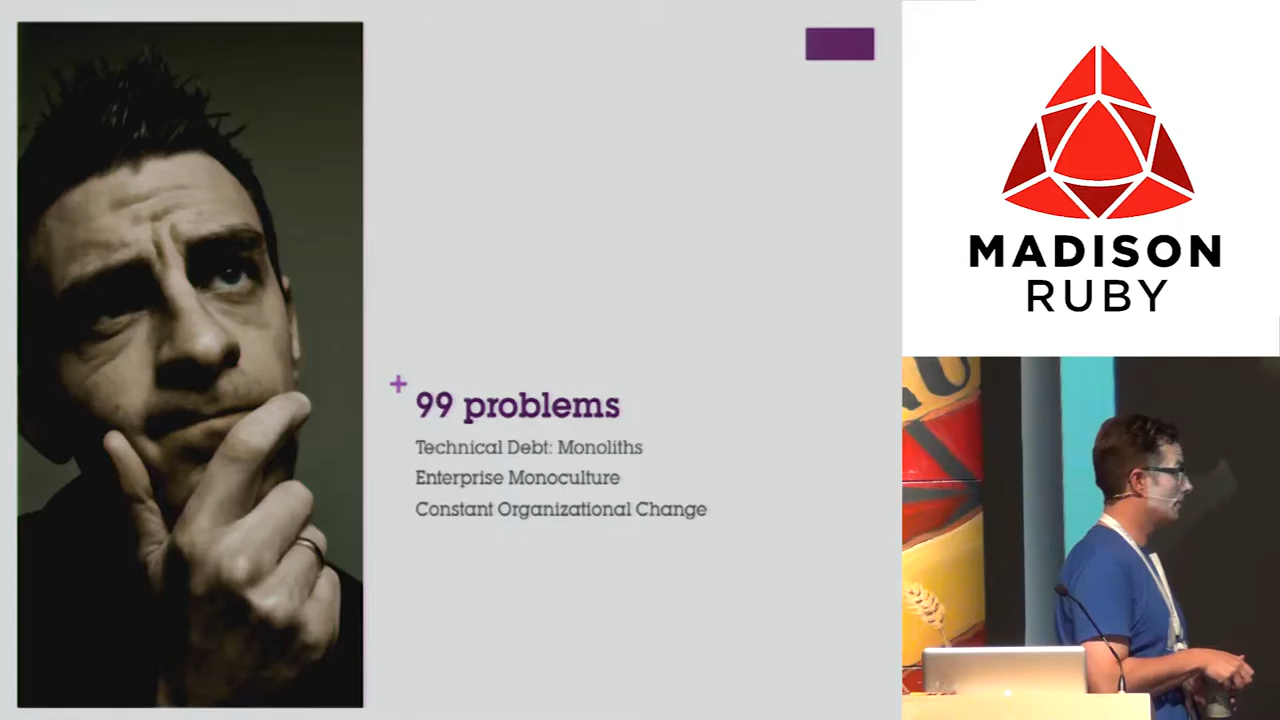 +
99 problems
Technical Debt: Monoliths
Enterprise Monoculture
Constant Organizational Change
MADISON
RUBY